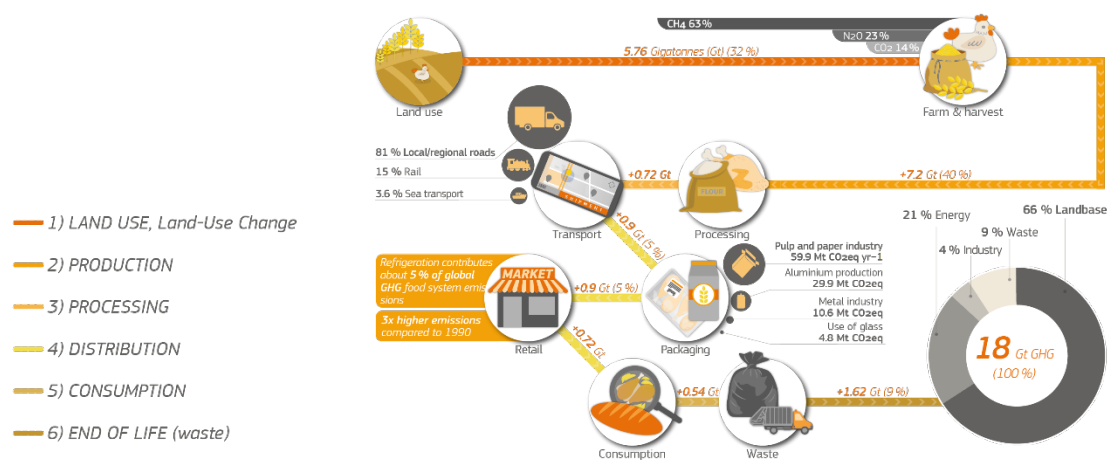 CH4 63%
N2O 23 %
CO2 14%
5.76 Gigatonnes (Gt) (32 %)
Land use
Farm & harvest
81 % Local/regional roads
15 % Rail
3.6 % Sea transport
SHIPMENT
Transport
+0.72 Gt
FLOUR
Processing
+7.2 Gt (40 %)
1) LAND USE, Land-Use Change
2) PRODUCTION
3) PROCESSING
4) DISTRIBUTION
5) CONSUMPTION
6) END OF LIFE (waste)
+0.9 Gt (5 %)
Refrigeration contributes
about 5 % of global
GHG food system emis
sions
3x higher emissions
compared to 1990
MARKET
Retail
+0.9 Gt (5 %)
Packaging
Pulp and paper industry
59.9 Mt CO2eq yr-1
Aluminium production
29.9 Mt CO2eq
Metal industry
10.6 Mt CO2eq
Use of glass
4.8 Mt CO2eq
+0.72 Gt
Consumption
+0.54 Gt
Waste
+1.62 Gt (9 %)
21 % Energy
66 % Landbase
9 % Waste
4 % Industry
18 Gt GHG
(100 %)